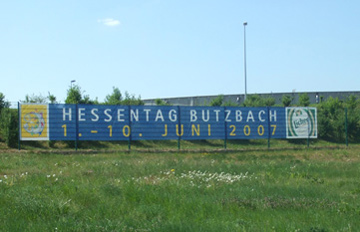 HESSENTAG BUTZBACH
1 - 10 JUNI 2007